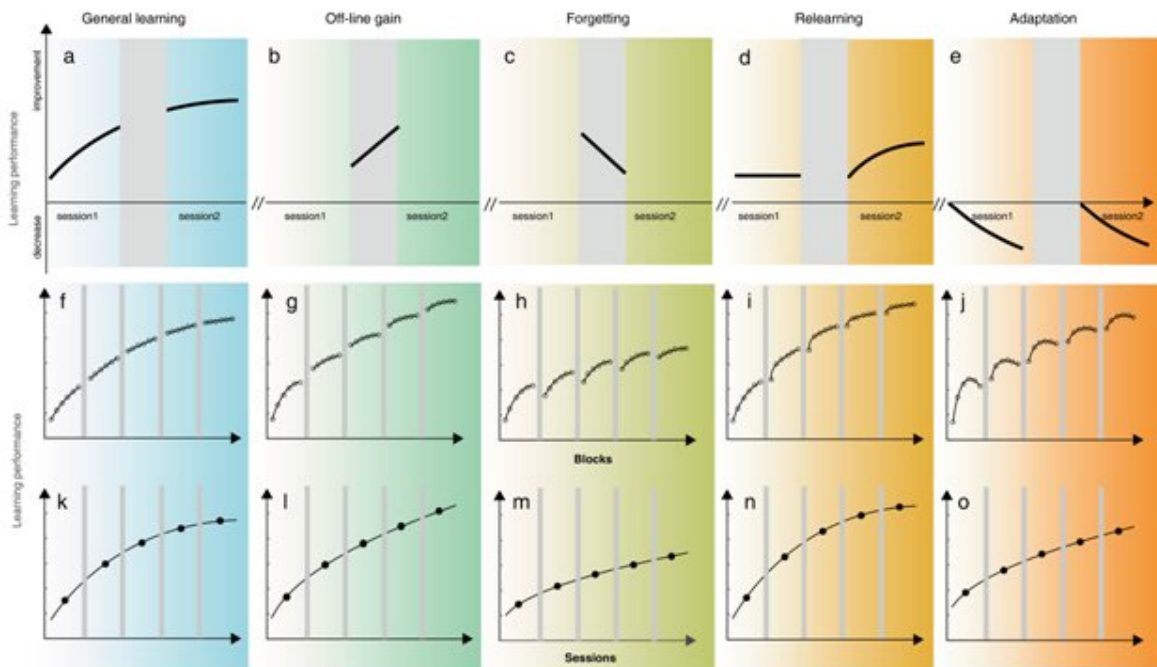 General learning
Off-line gain
Forgetting
Relearning
Adaptation
Learning performance
improvement
decrease
a
b
c
d
e
session1
session2
//
session1
session2
//
session1
session2
//
session1
session2
//
session1
session2
Learning performance
f
g
h
i
j
Blocks
k
l
m
n
o
Sessions